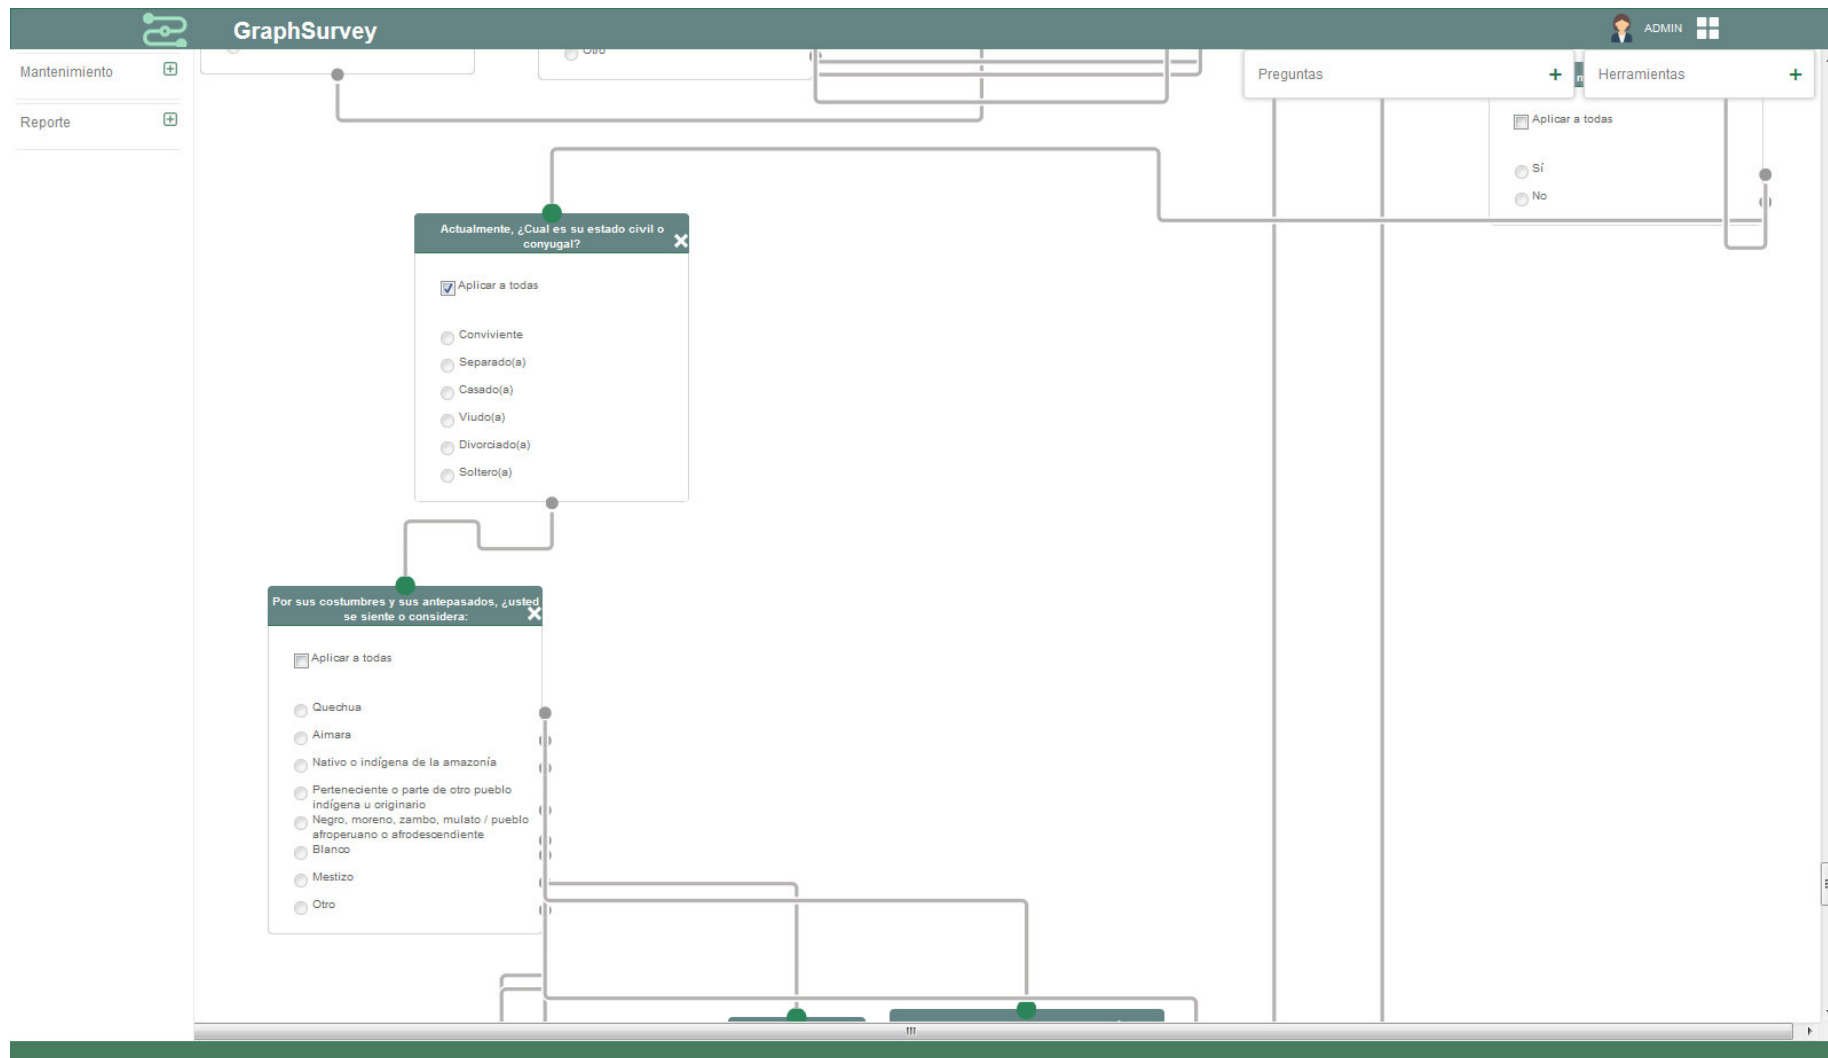 GraphSurvey
ADMIN
Mantenimiento
Reporte
Otro
Preguntas
Herramientas
Aplicar a todas
Sí
No
Actualmente, ¿Cual es su estado civil o
conyugal?
Aplicar a todas
Conviviente
Separado(a)
Casado(a)
Viudo(a)
Divorciado(a)
Soltero(a)
Por sus costumbres y sus antepasados, ¿usted
se siente o considera:
Aplicar a todas
Quechua
Aimara
Nativo o indígena de la amazonía
Perteneciente o parte de otro pueblo
indígena u originario
Negro, moreno, zambo, mulato / pueblo
afroperuano o afrodescendiente
Blanco
Mestizo
Otro